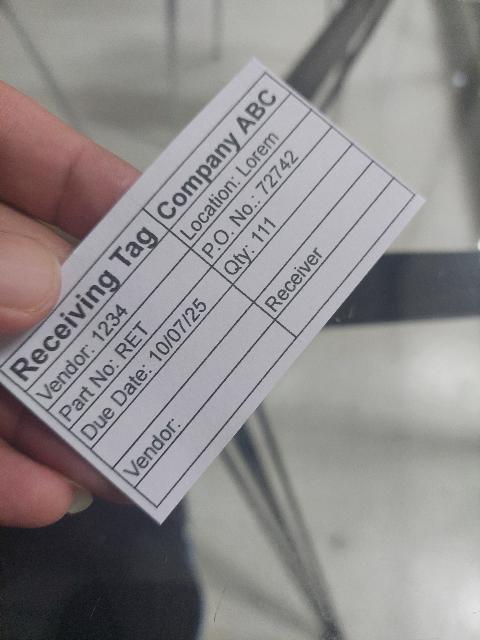 Receiving Tag Company ABC
Vendor: 1234 Location: Lorem
Part No: RET P.O. No.: 72742
Due Date: 10/07/25 Qty: 111
Vendor: Receiver